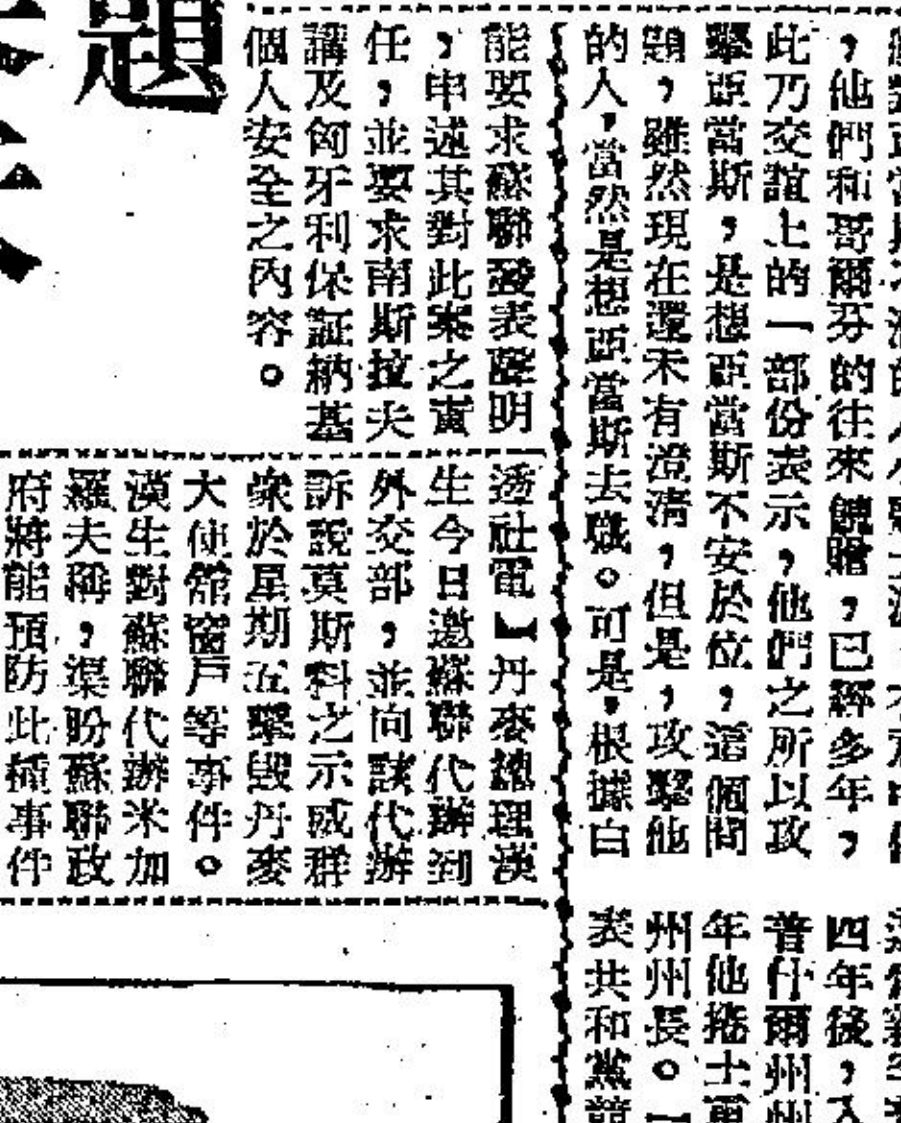 ，他們和哥爾芬的往來餽贈，已經多年，
此乃交誼上的一部份表示，他們之所以攻
擊亞當斯，是想亞當斯不安於位，這個問
題，雖然現在還未有澄清，但是，攻擊他
的人，當然是想亞當斯去職。可是，根據白
四年後，入
普什爾州州
年他捲土重
州州長。
表共和黨
題
能要求蘇聯發表聲明
，申述其對此案之責
任，並要求南斯拉夫
講及匈牙利保証納基
個人安全之內容。
透社電】丹麥總理漢
生今日邀蘇聯代辦到
外交部，並向該代辦
訴說莫斯科之示威群
衆於星期五擊毀丹麥
大使館窗戶等事件。
漢生對蘇聯代辦米加
羅夫稱，渠盼蘇聯政
府將能預防此種事件